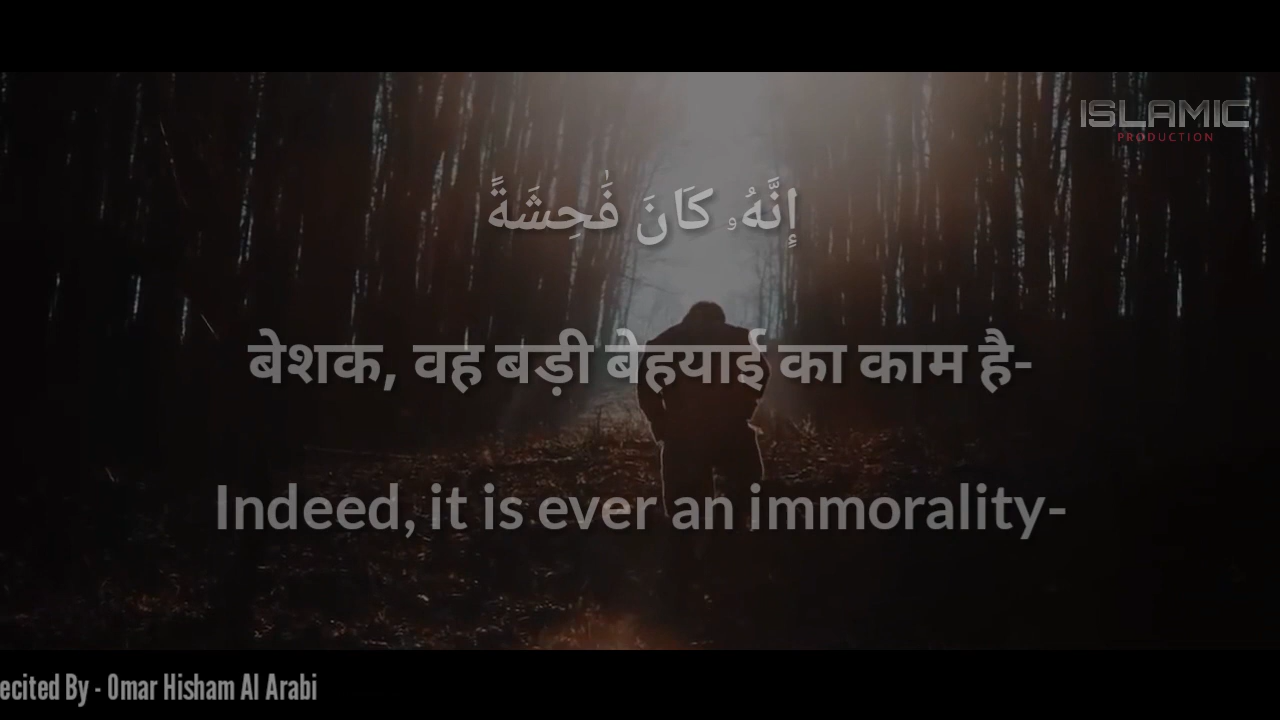 ISLAMIC
PRODUCTION
إِنَّهُۥ كَانَ فَٰحِشَةً
बेशक, वह बड़ी बेहयाई का काम है-
Indeed, it is ever an immorality-
ecited By - Omar Hisham Al Arabi